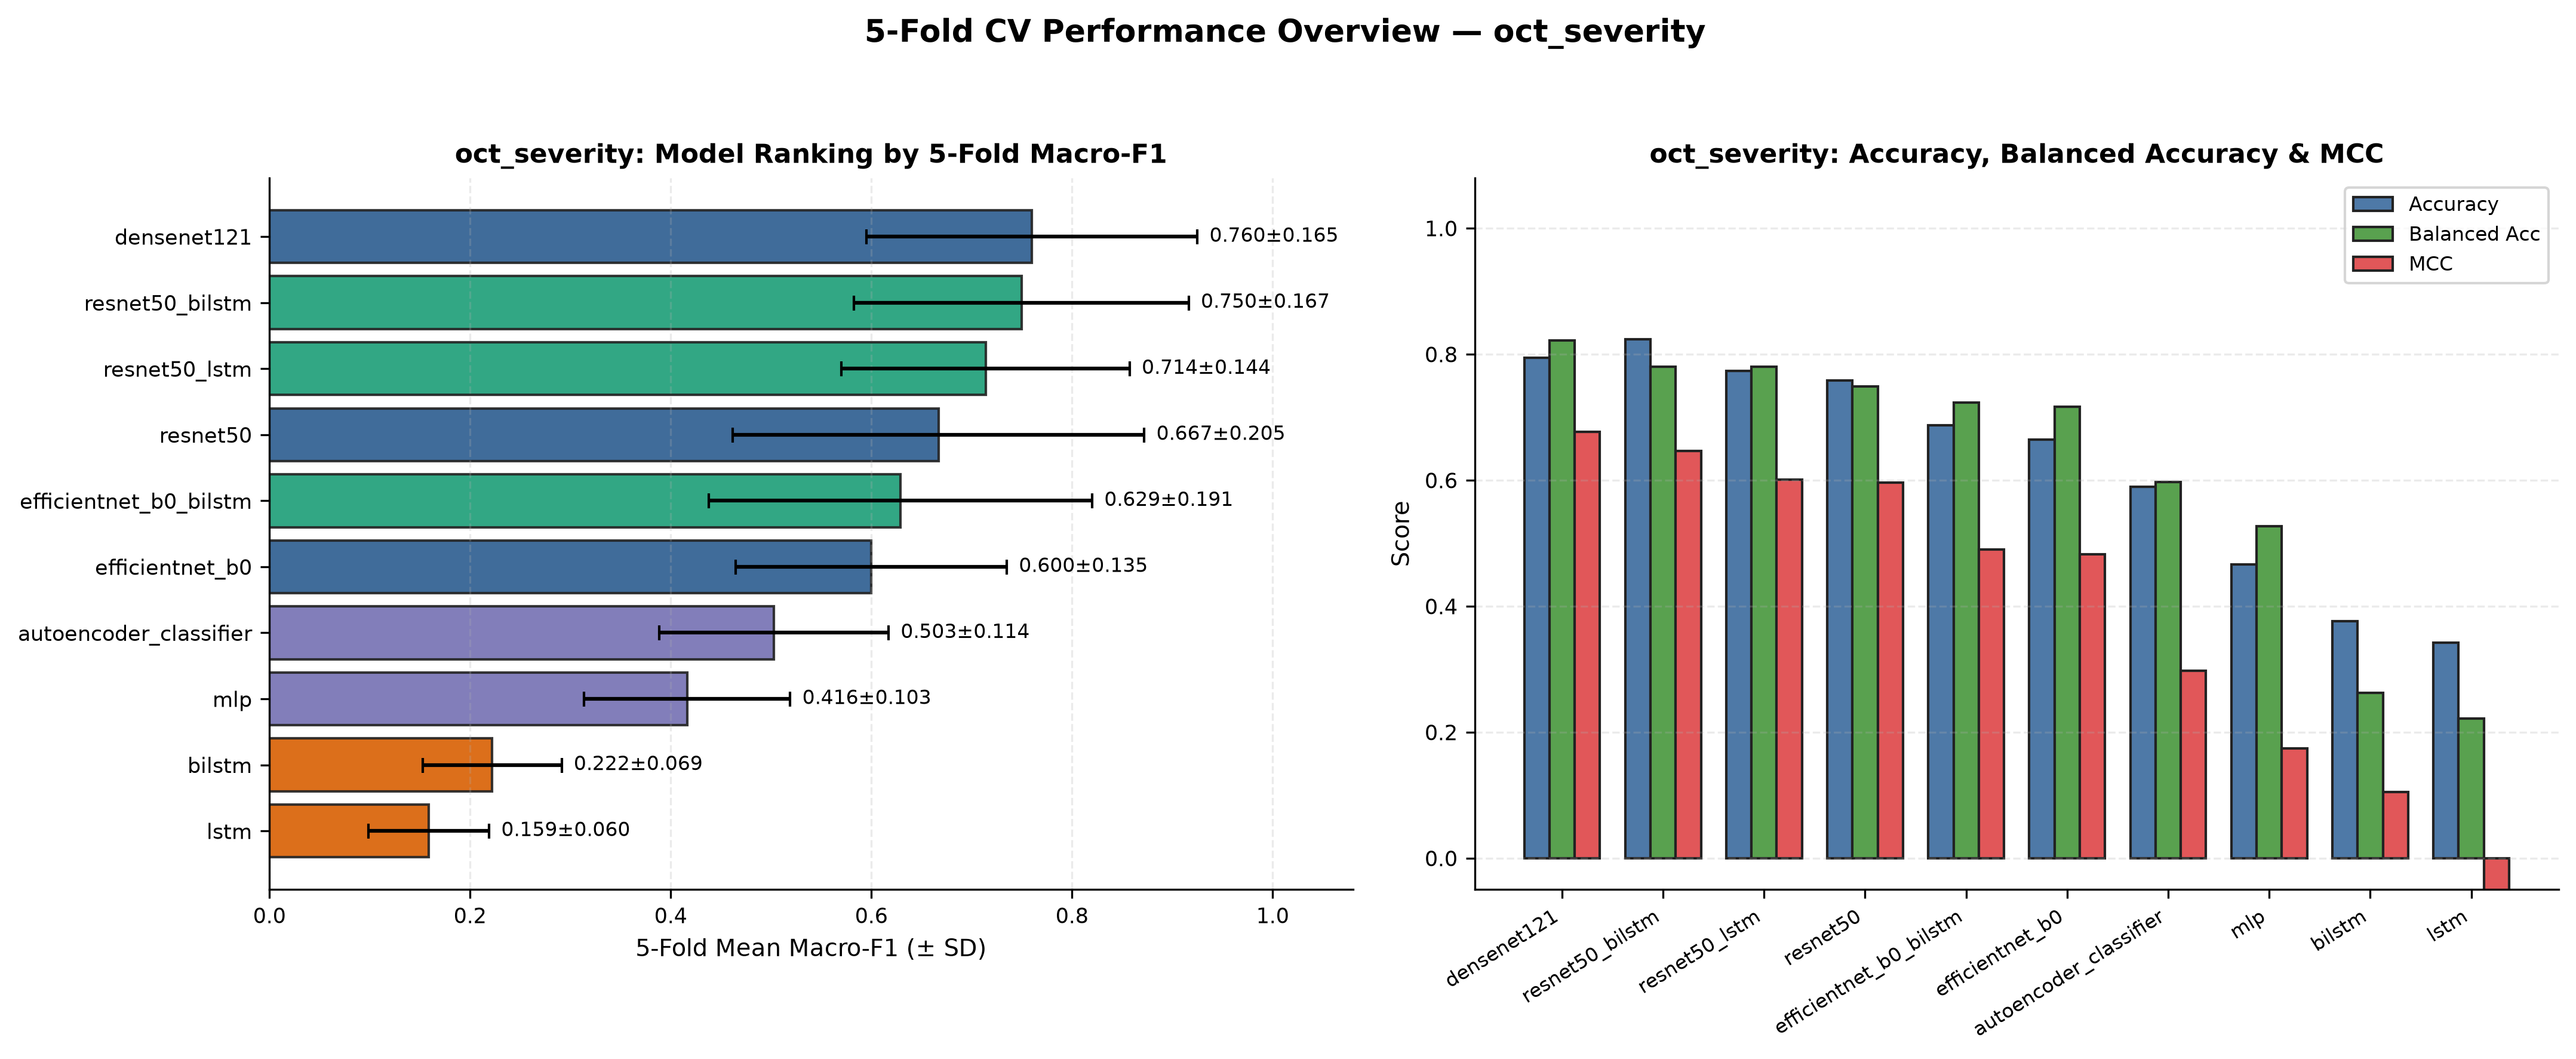 5-Fold CV Performance Overview — oct_severity
oct_severity: Model Ranking by 5-Fold Macro-F1
densenet121
0.760±0.165
resnet50_bilstm
0.750±0.167
resnet50_lstm
0.714±0.144
resnet50
0.667±0.205
efficientnet_b0_bilstm
0.629±0.191
efficientnet_b0
0.600±0.135
autoencoder_classifier
0.503±0.114
mlp
0.416±0.103
bilstm
0.222±0.069
lstm
0.159±0.060
0.0 0.2 0.4 0.6 0.8 1.0
5-Fold Mean Macro-F1 (± SD)
oct_severity: Accuracy, Balanced Accuracy & MCC
Accuracy
Balanced Acc
MCC
Score
1.0
0.8
0.6
0.4
0.2
0.0
densenet121
resnet50_bilstm
resnet50_lstm
resnet50
efficientnet_b0_bilstm
efficientnet_b0
autoencoder_classifier
mlp
bilstm
lstm